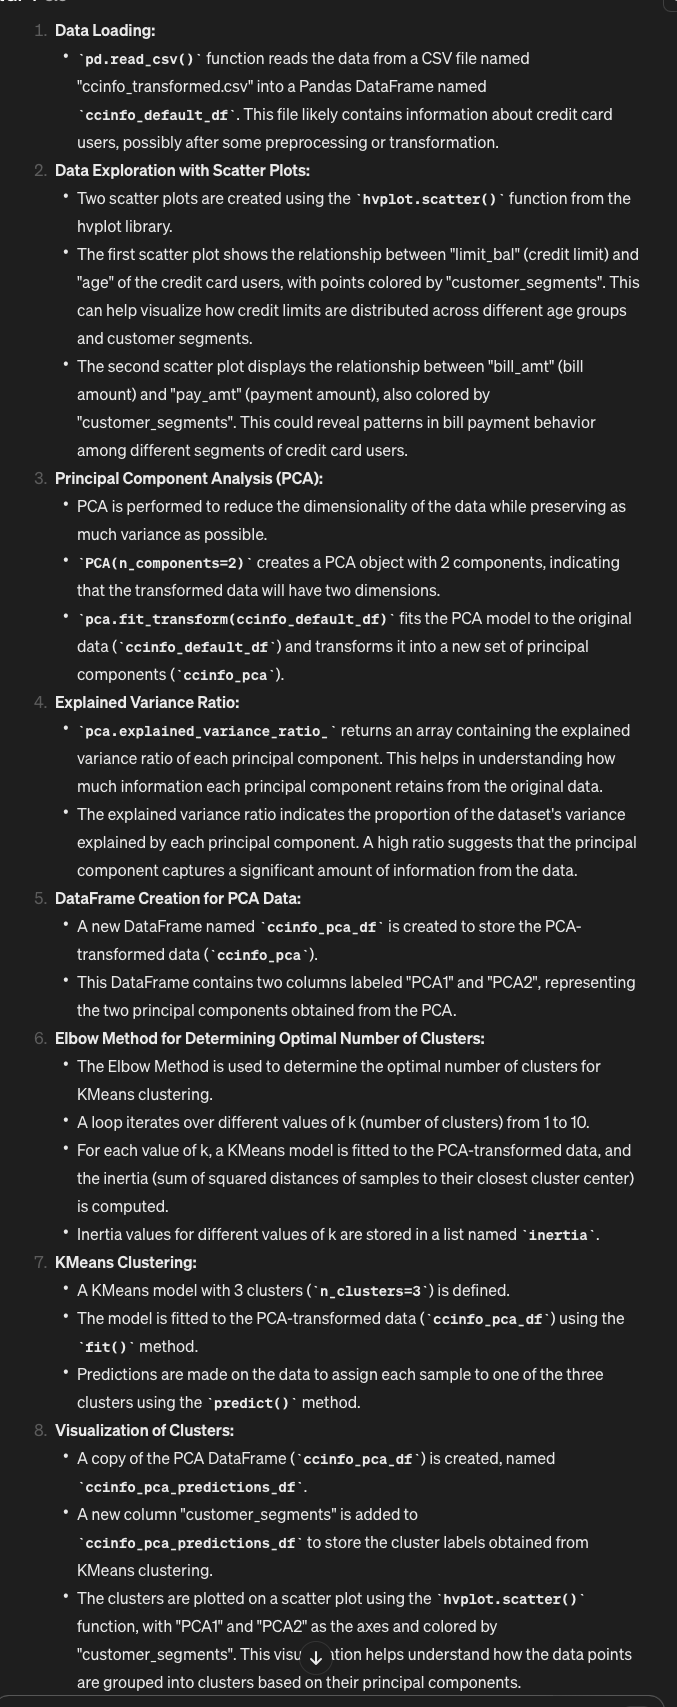 1. Data Loading:
• `pd.read_csv()` function reads the data from a CSV file named
"ccinfo_transformed.csv" into a Pandas DataFrame named
`ccinfo_default_df`. This file likely contains information about credit card
users, possibly after some preprocessing or transformation.
2. Data Exploration with Scatter Plots:
• Two scatter plots are created using the `hvplot.scatter()` function from the
hvplot library.
• The first scatter plot shows the relationship between "limit_bal" (credit limit) and
"age" of the credit card users, with points colored by "customer_segments". This
can help visualize how credit limits are distributed across different age groups
and customer segments.
• The second scatter plot displays the relationship between "bill_amt" (bill
amount) and "pay_amt" (payment amount), also colored by
"customer_segments". This could reveal patterns in bill payment behavior
among different segments of credit card users.
3. Principal Component Analysis (PCA):
• PCA is performed to reduce the dimensionality of the data while preserving as
much variance as possible.
• `PCA(n_components=2)` creates a PCA object with 2 components, indicating
that the transformed data will have two dimensions.
• `pca.fit_transform(ccinfo_default_df)` fits the PCA model to the original
data (`ccinfo_default_df`) and transforms it into a new set of principal
components (`ccinfo_pca`).
4. Explained Variance Ratio:
• `pca.explained_variance_ratio_` returns an array containing the explained
variance ratio of each principal component. This helps in understanding how
much information each principal component retains from the original data.
• The explained variance ratio indicates the proportion of the dataset's variance
explained by each principal component. A high ratio suggests that the principal
component captures a significant amount of information from the data.
5. DataFrame Creation for PCA Data:
• A new DataFrame named `ccinfo_pca_df` is created to store the PCA-
transformed data (`ccinfo_pca`).
• This DataFrame contains two columns labeled "PCA1" and "PCA2", representing
the two principal components obtained from the PCA.
6. Elbow Method for Determining Optimal Number of Clusters:
• The Elbow Method is used to determine the optimal number of clusters for
KMeans clustering.
• A loop iterates over different values of k (number of clusters) from 1 to 10.
• For each value of k, a KMeans model is fitted to the PCA-transformed data, and
the inertia (sum of squared distances of samples to their closest cluster center)
is computed.
• Inertia values for different values of k are stored in a list named `inertia`.
7. KMeans Clustering:
• A KMeans model with 3 clusters (`n_clusters=3`) is defined.
• The model is fitted to the PCA-transformed data (`ccinfo_pca_df`) using the
`fit()` method.
• Predictions are made on the data to assign each sample to one of the three
clusters using the `predict()` method.
8. Visualization of Clusters:
• A copy of the PCA DataFrame (`ccinfo_pca_df`) is created, named
`ccinfo_pca_predictions_df`.
• A new column "customer_segments" is added to
`ccinfo_pca_predictions_df` to store the cluster labels obtained from
KMeans clustering.
• The clusters are plotted on a scatter plot using the `hvplot.scatter()`
function, with "PCA1" and "PCA2" as the axes and colored by
"customer_segments". This helps understand how the data points
are grouped into clusters based on their principal components.